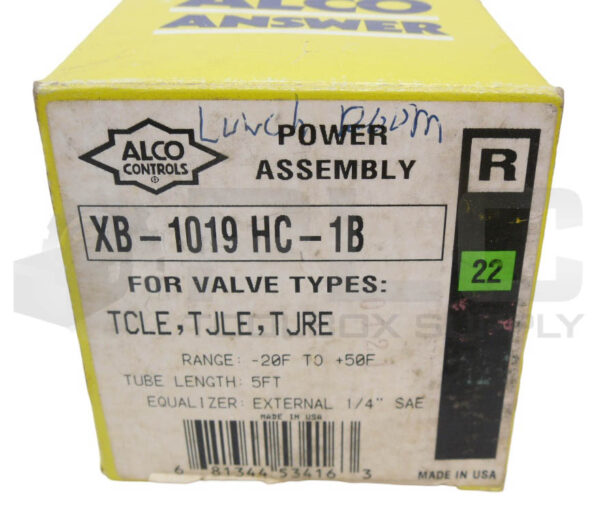 ALCO
ANSWER
Lunch Room
ALCO
CONTROLS
®
POWER
ASSEMBLY
R
XB-1019 HC-1B
22
FOR VALVE TYPES:
TCLE,TJLE,TJRE
RANGE: -20F TO +50F
TUBE LENGTH: 5FT
EQUALIZER: EXTERNAL 1/4" SAE
MADE IN USA
6 81344 53416 3
MADE IN USA